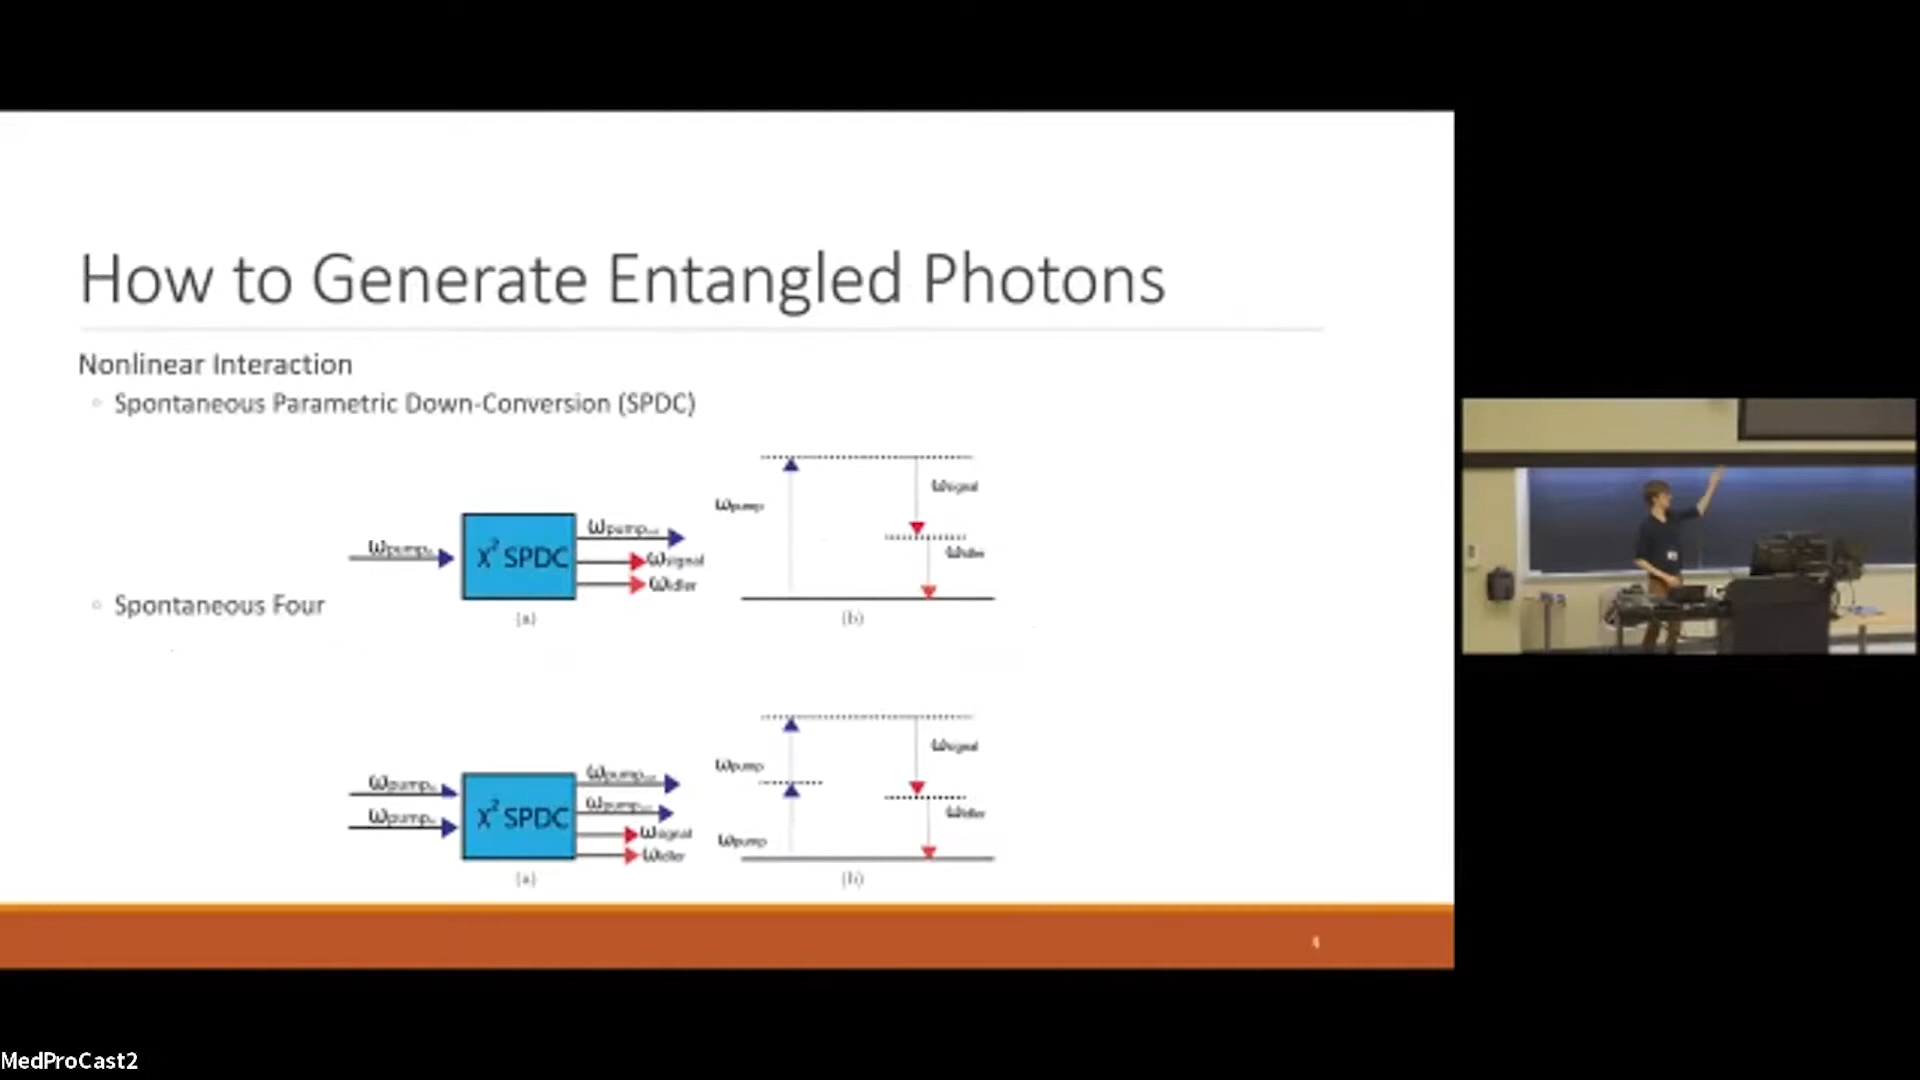 How to Generate Entangled Photons
Nonlinear Interaction
Spontaneous Parametric Down-Conversion (SPDC)
ωpump
χ² SPDC
ωpump
ωsignal
ωidler
(a)
ωpump
ωsignal
ωidler
(b)
Spontaneous Four
ωpump
ωpump
χ² SPDC
ωpump
ωpump
ωsignal
ωidler
(a)
ωpump
ωpump
ωsignal
ωidler
(b)
4
MedProCast2